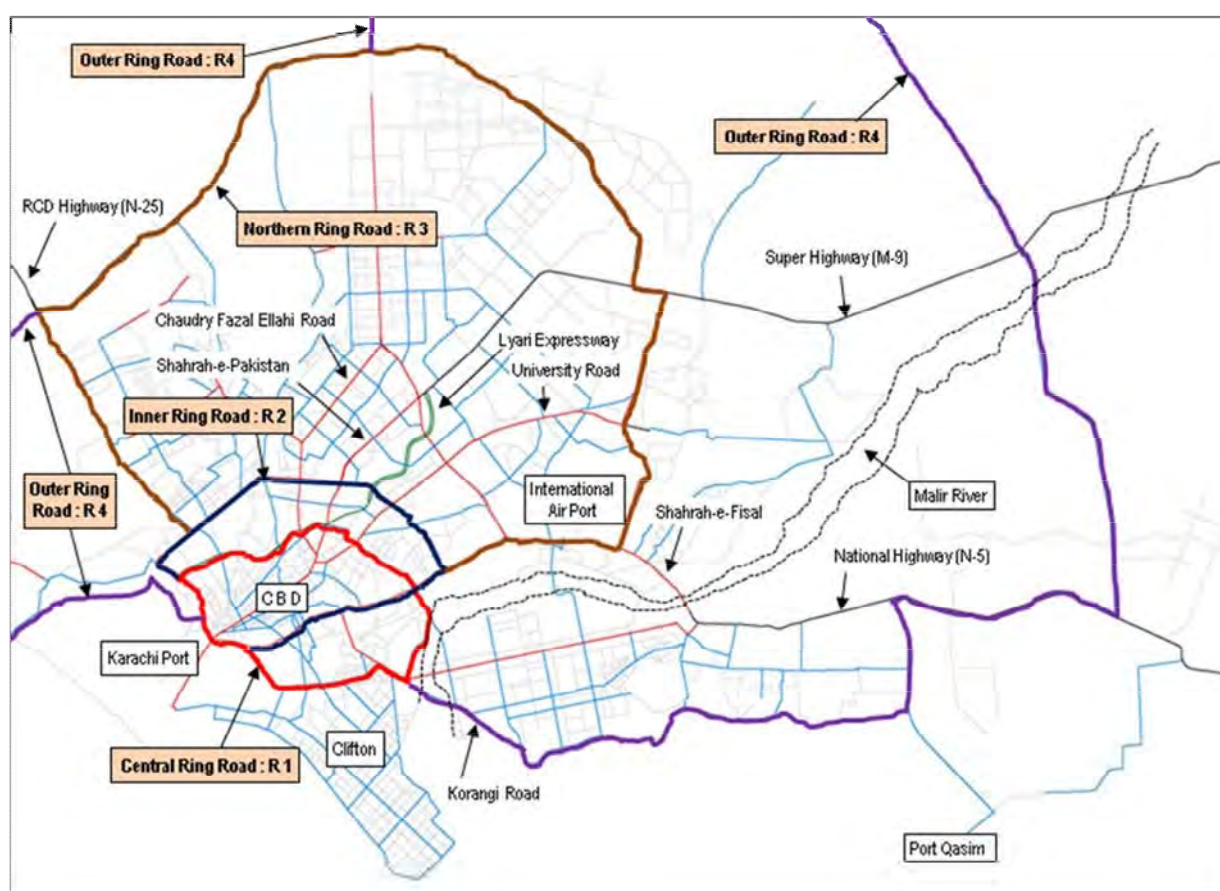 Outer Ring Road : R4
Outer Ring Road : R4
RCD Highway (N-25)
Northern Ring Road : R 3
Super Highway (M-9)
Chaudry Fazal Ellahi Road
Lyari Expressway
Shahrah-e-Pakistan
University Road
Inner Ring Road : R 2
Outer Ring
Road : R 4
International
Air Port
Shahrah-e-Fisal
Malir River
National Highway (N-5)
C B D
Karachi Port
Clifton
Central Ring Road : R 1
Korangi Road
Port Qasim